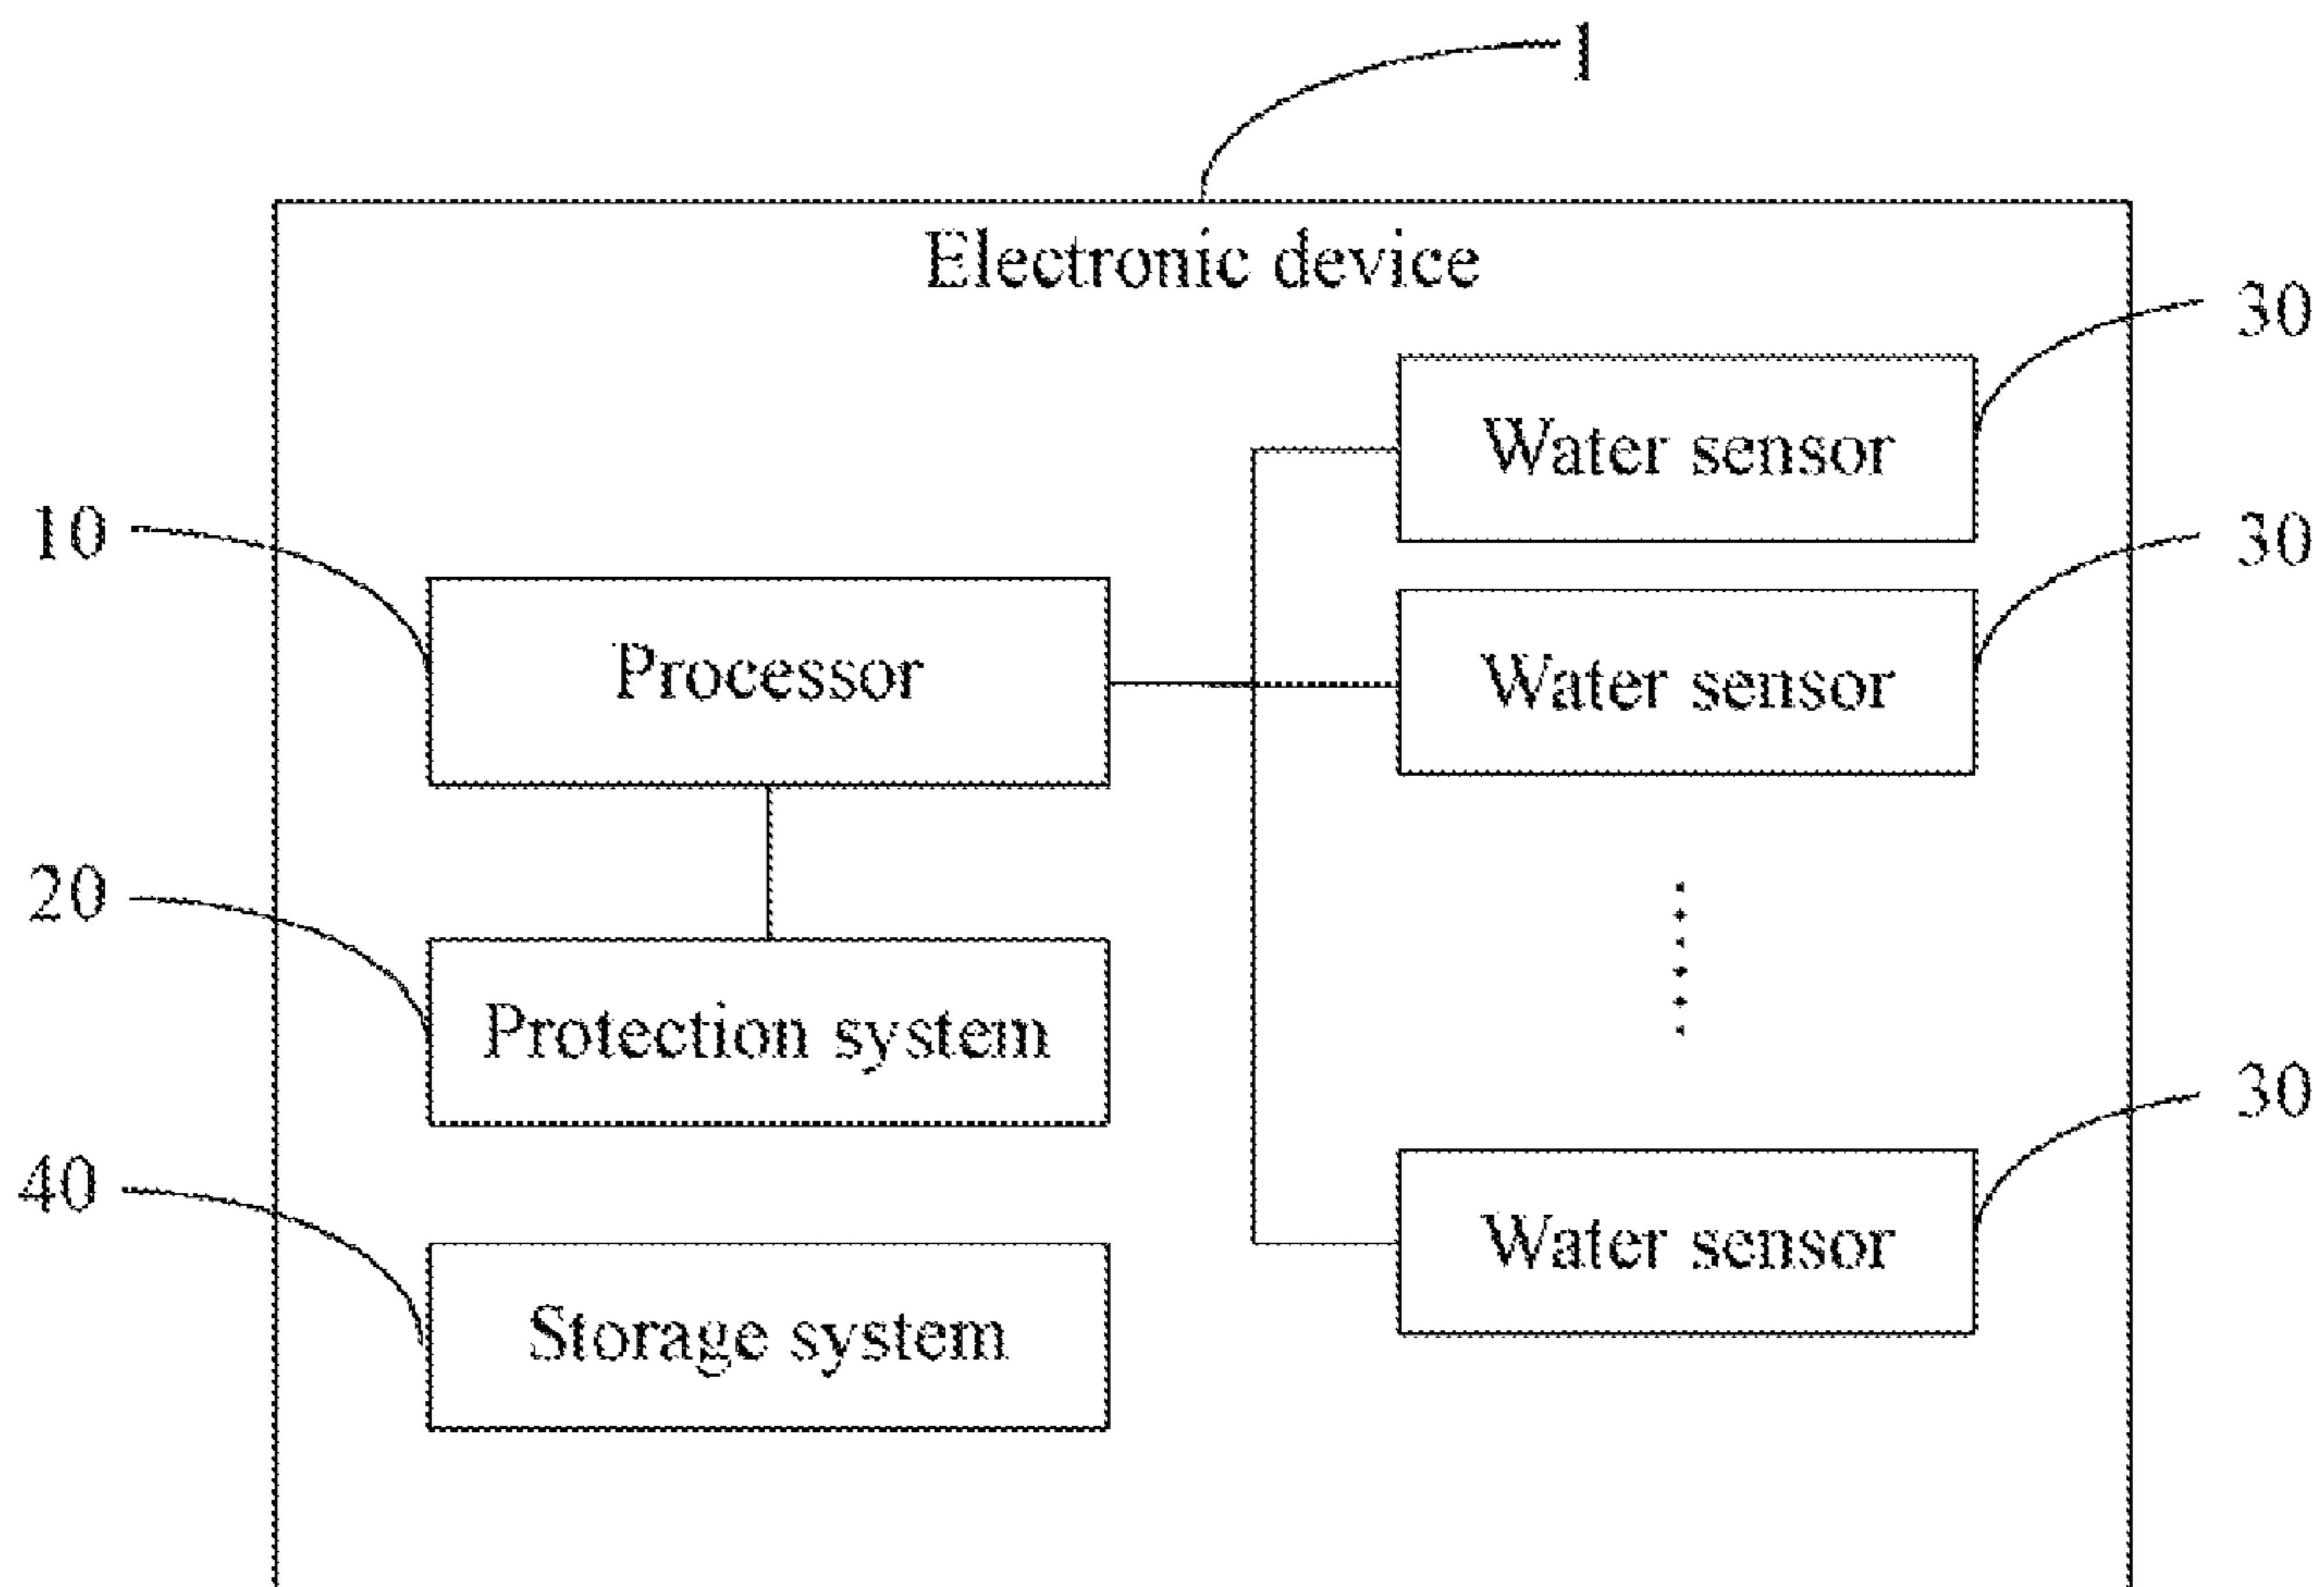 1
Electronic device
30
Water sensor
10
30
Processor
Water sensor
20
Protection system
30
40
Water sensor
Storage system